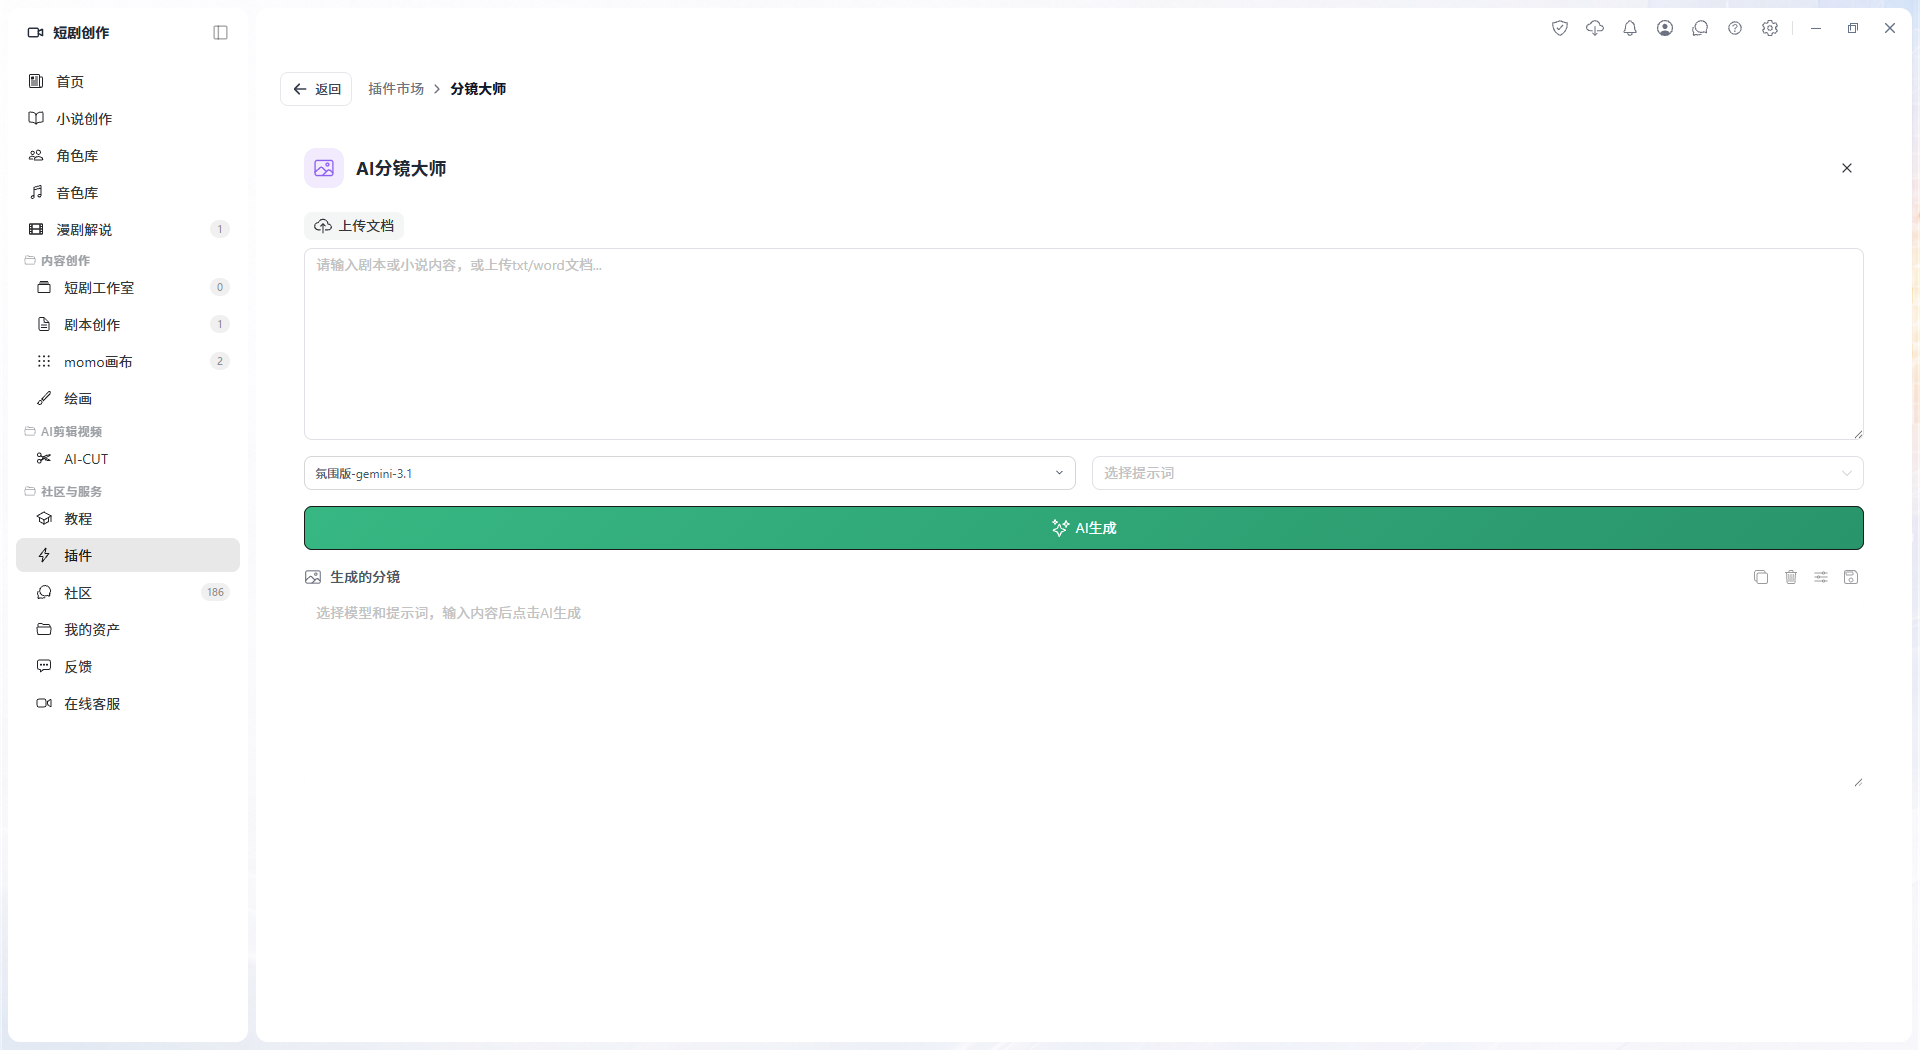 短剧创作
首页
小说创作
角色库
音色库
漫剧解说 1
内容创作
短剧工作室 0
剧本创作 1
momo画布 2
绘画
AI剪辑视频
AI-CUT
社区与服务
教程
插件
社区 186
我的资产
反馈
在线客服
返回 插件市场 > 分镜大师
AI分镜大师
上传文档
请输入剧本或小说内容，或上传txt/word文档...
氛围版-gemini-3.1
选择提示词
AI生成
生成的分镜
选择模型和提示词，输入内容后点击AI生成